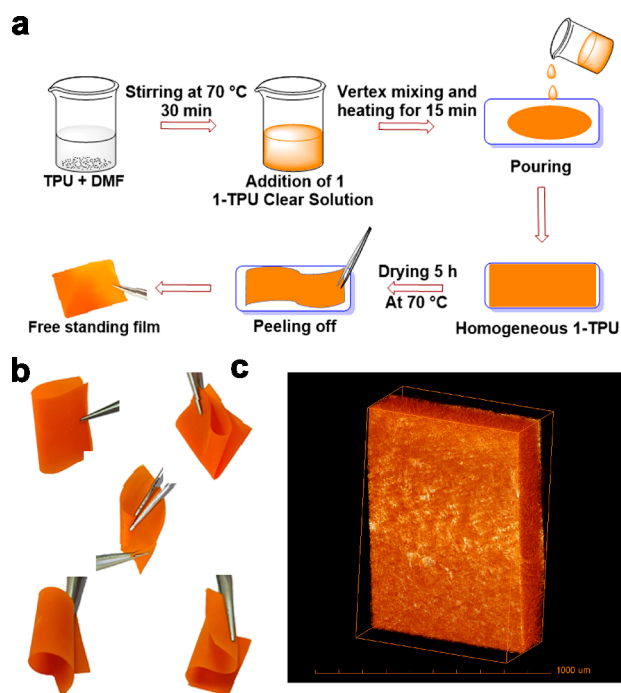 a
Stirring at 70 °C
30 min
TPU + DMF
Addition of 1
1-TPU Clear Solution
Vertex mixing and
heating for 15 min
Pouring
Drying 5 h
At 70 °C
Free standing film
Peeling off
Homogeneous 1-TPU
b
c
1000 um